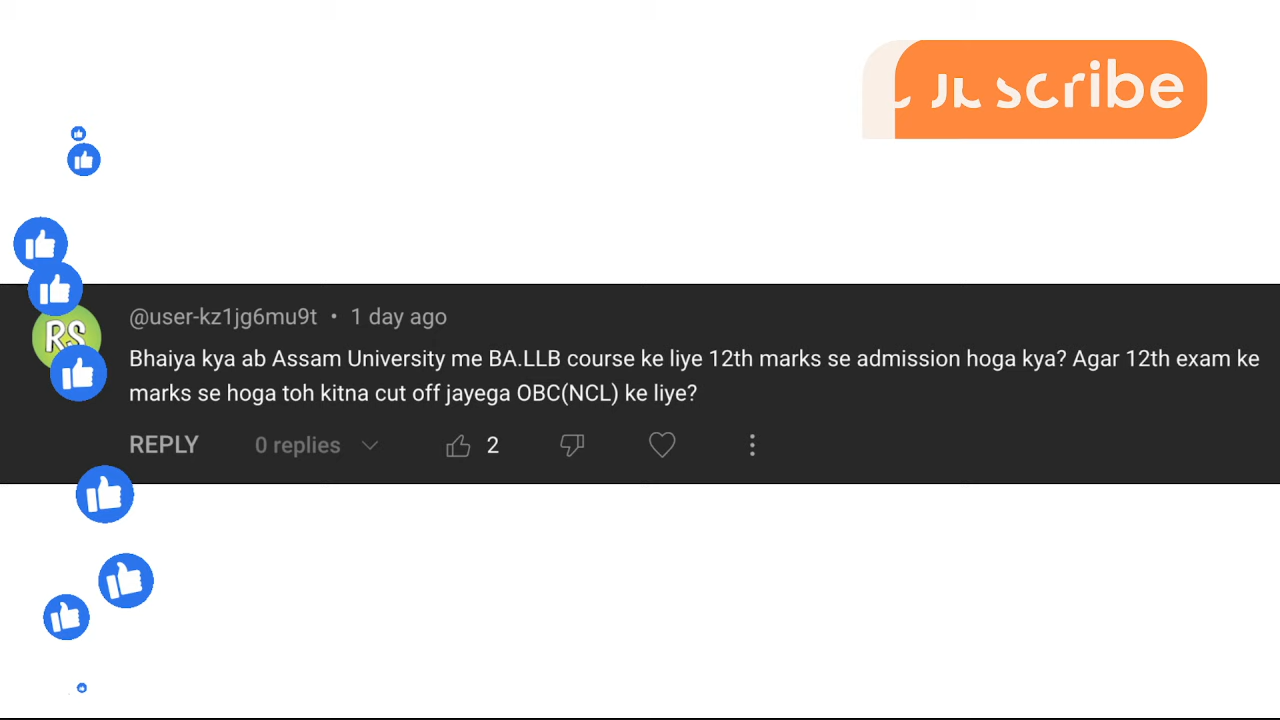 scribe
@user-kz1jg6mu9t • 1 day ago
RS
Bhaiya kya ab Assam University me BA.LLB course ke liye 12th marks se admission hoga kya? Agar 12th exam ke
marks se hoga toh kitna cut off jayega OBC(NCL) ke liye?
REPLY 0 replies 2